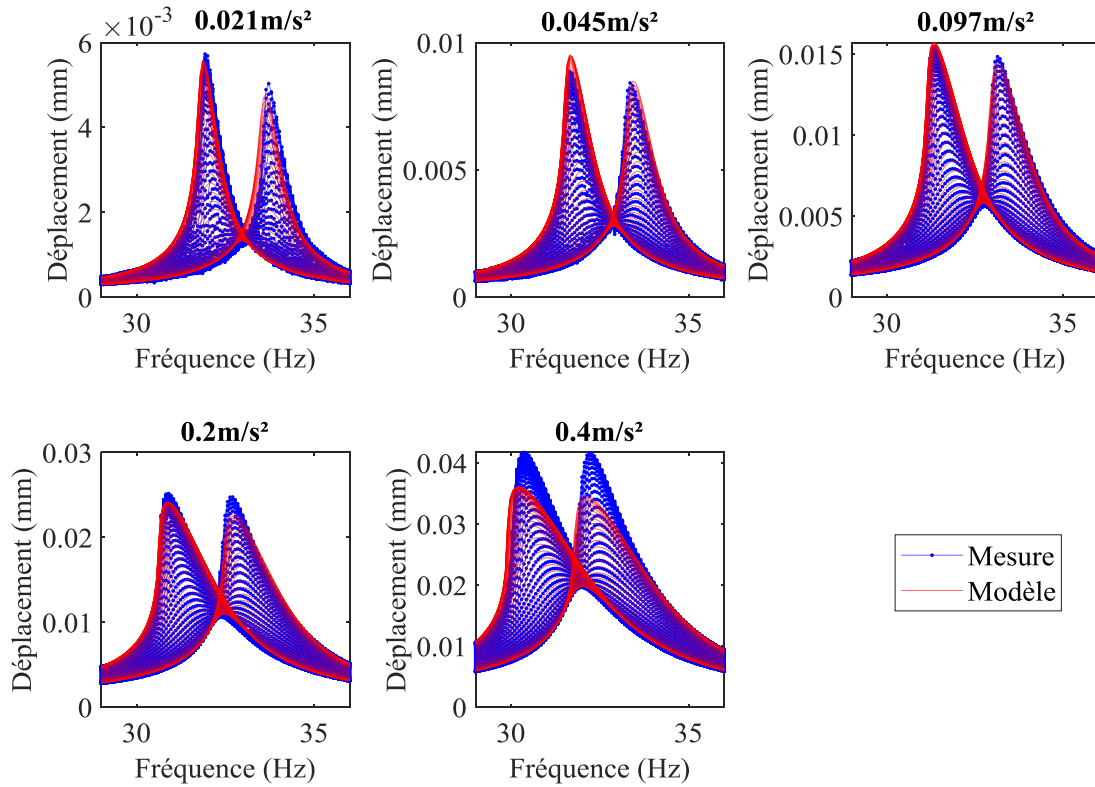 0.021m/s²
×10⁻³
6
4
2
0
30
35
Déplacement (mm)
Fréquence (Hz)
0.045m/s²
0.01
0.005
0
30
35
Déplacement (mm)
Fréquence (Hz)
0.097m/s²
0.015
0.01
0.005
0
30
35
Déplacement (mm)
Fréquence (Hz)
0.2m/s²
0.03
0.02
0.01
0
30
35
Déplacement (mm)
Fréquence (Hz)
0.4m/s²
0.04
0.03
0.02
0.01
0
30
35
Déplacement (mm)
Fréquence (Hz)
Mesure
Modèle